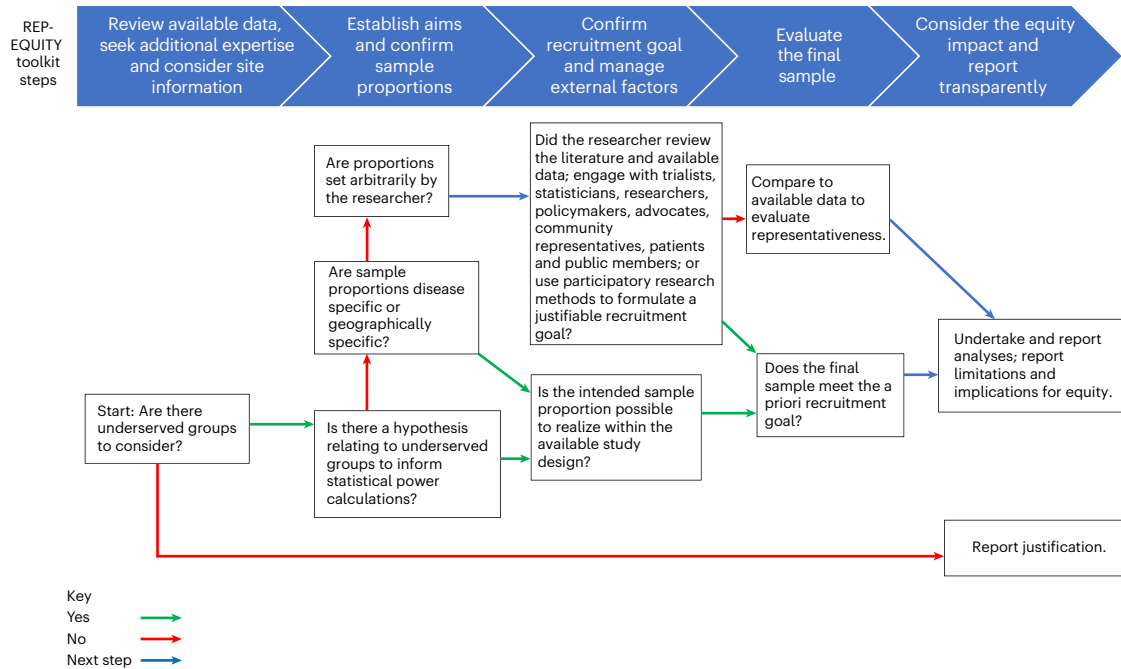 REP-
EQUITY
toolkit
steps
Review available data,
seek additional expertise
and consider site
information
Establish aims
and confirm
sample
proportions
Confirm
recruitment goal
and manage
external factors
Evaluate
the final
sample
Consider the equity
impact and
report
transparently
Are proportions
set arbitrarily by
the researcher?
Did the researcher review
the literature and available
data; engage with trialists,
statisticians, researchers,
policymakers, advocates,
community
representatives, patients
and public members; or
use participatory research
methods to formulate a
justifiable recruitment
goal?
Compare to
available data to
evaluate
representativeness.
Are sample
proportions disease
specific or
geographically
specific?
Undertake and report
analyses; report
limitations and
implications for equity.
Does the final
sample meet the a
priori recruitment
goal?
Is the intended sample
proportion possible
to realize within the
available study
design?
Start: Are there
underserved groups
to consider?
Is there a hypothesis
relating to underserved
groups to inform
statistical power
calculations?
Report justification.
Key
Yes
No
Next step